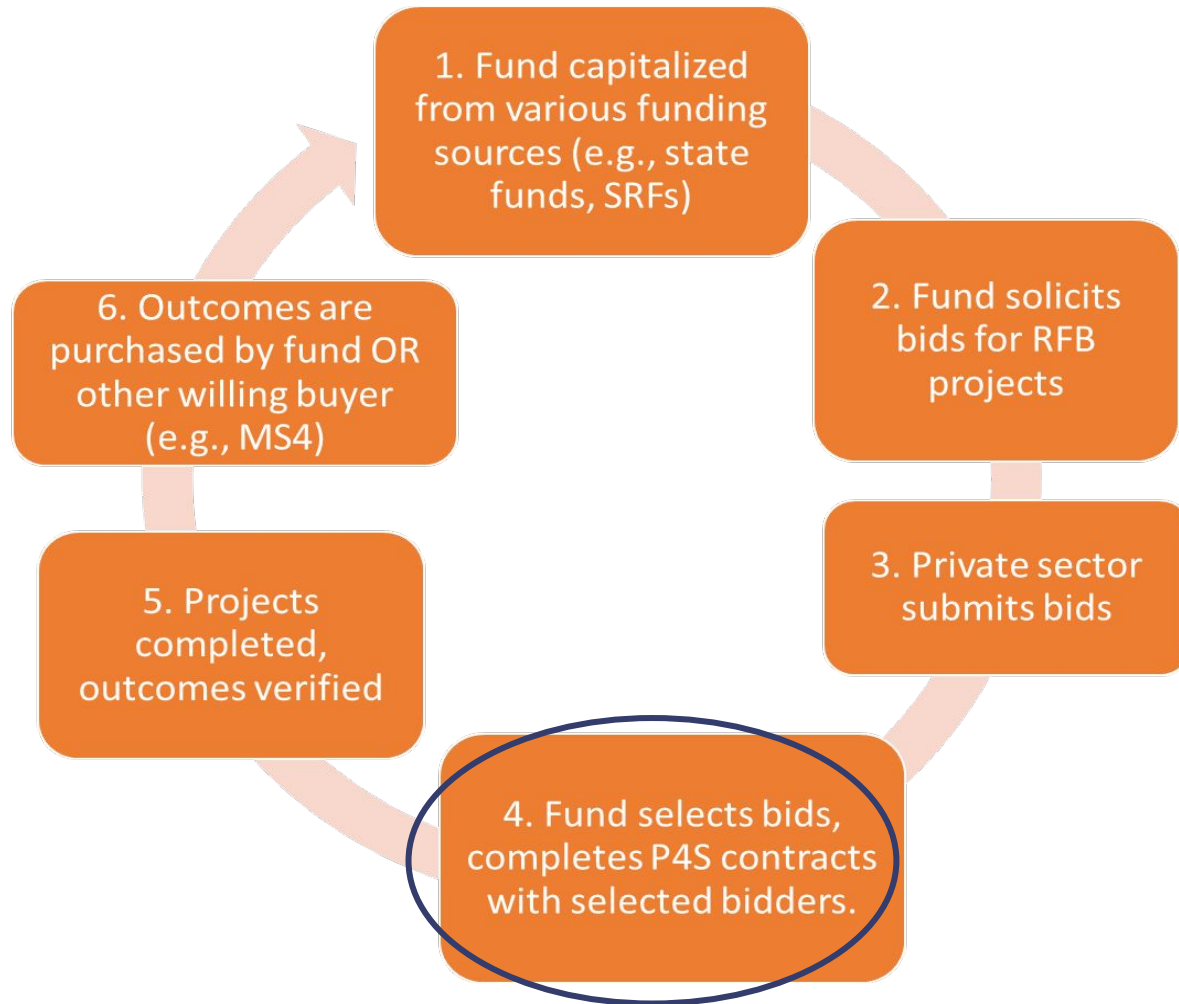 1. Fund capitalized
from various funding
sources (e.g., state
funds, SRFs)
2. Fund solicits
bids for RFB
projects
3. Private sector
submits bids
4. Fund selects bids,
completes P4S contracts
with selected bidders.
5. Projects
completed,
outcomes verified
6. Outcomes are
purchased by fund OR
other willing buyer
(e.g., MS4)